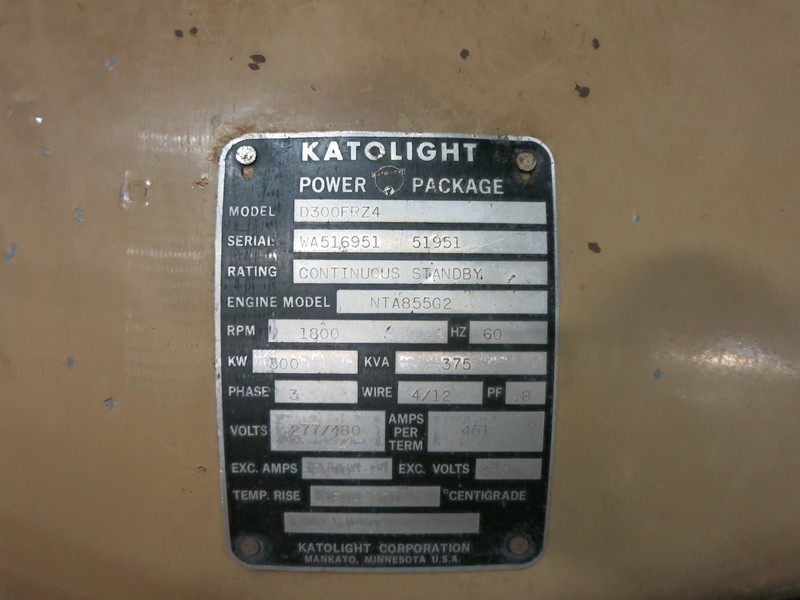 KATOLIGHT
POWER PACKAGE
MODEL D300FRZ4
SERIAL WA516951 51951
RATING CONTINUOUS STANDBY
ENGINE MODEL NTA855G2
RPM 1800 HZ 60
KW 300 KVA 375
PHASE 3 WIRE 4/12 PF .8
VOLTS 277/480 AMPS PER TERM 451
EXC. AMPS EXC. VOLTS
TEMP. RISE °CENTIGRADE
KATOLIGHT CORPORATION
MANKATO, MINNESOTA U.S.A.